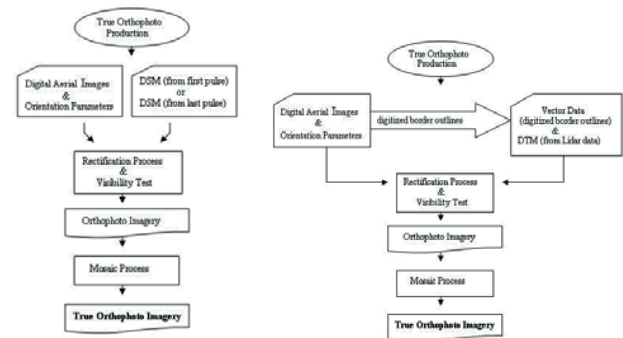 True Orthophoto
Production
Digital Aerial Images
&
Orientation Parameters
DSM (from first pulse)
or
DSM (from last pulse)
Rectification Process
&
Visibility Test
Orthophoto Imagery
Mosaic Process
True Orthophoto Imagery
True Orthophoto
Production
Digital Aerial Images
&
Orientation Parameters
digitized border outlines
Vector Data
(digitized border outlines)
&
DTM (from Lidar data)
Rectification Process
&
Visibility Test
Orthophoto Imagery
Mosaic Process
True Orthophoto Imagery